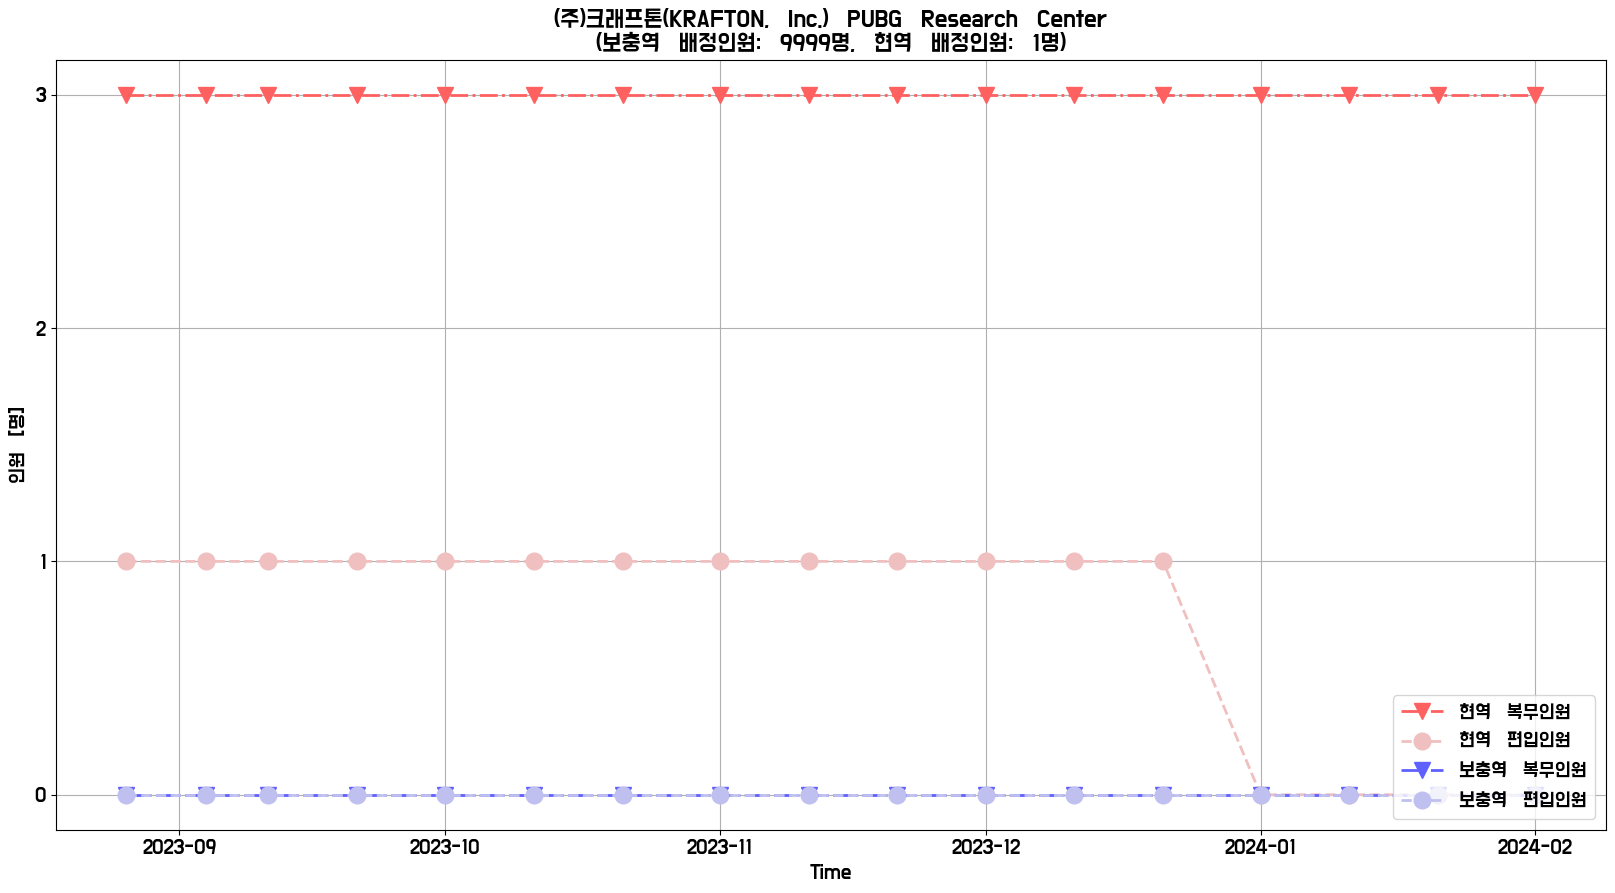 (주)크래프톤(KRAFTON, Inc.) PUBG Research Center
(보충역 배정인원: 9999명, 현역 배정인원: 1명)
3
2
1
0
인원 [명]
2023-09 2023-10 2023-11 2023-12 2024-01 2024-02
Time
현역 복무인원
현역 편입인원
보충역 복무인원
보충역 편입인원